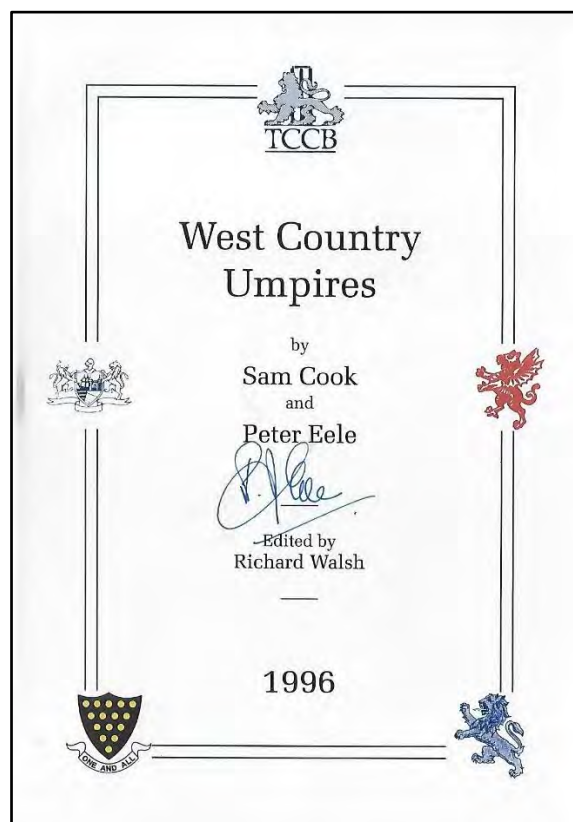 TCCB
West Country
Umpires
by
Sam Cook
and
Peter Eele
Edited by
Richard Walsh
1996
ONE AND ALL